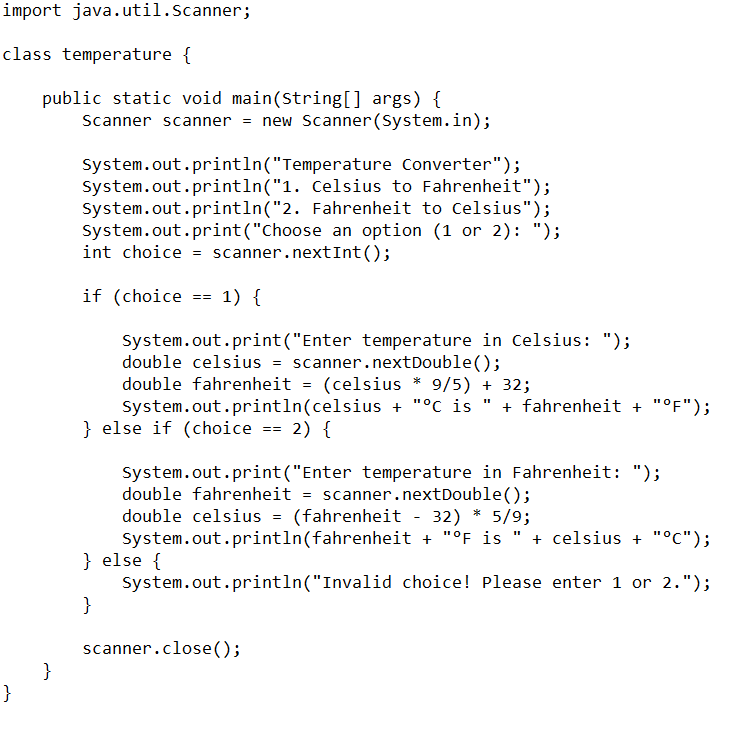 import java.util.Scanner;

class temperature {

    public static void main(String[] args) {
        Scanner scanner = new Scanner(System.in);

        System.out.println("Temperature Converter");
        System.out.println("1. Celsius to Fahrenheit");
        System.out.println("2. Fahrenheit to Celsius");
        System.out.print("Choose an option (1 or 2): ");
        int choice = scanner.nextInt();

        if (choice == 1) {

            System.out.print("Enter temperature in Celsius: ");
            double celsius = scanner.nextDouble();
            double fahrenheit = (celsius * 9/5) + 32;
            System.out.println(celsius + "°C is " + fahrenheit + "°F");
        } else if (choice == 2) {

            System.out.print("Enter temperature in Fahrenheit: ");
            double fahrenheit = scanner.nextDouble();
            double celsius = (fahrenheit - 32) * 5/9;
            System.out.println(fahrenheit + "°F is " + celsius + "°C");
        } else {
            System.out.println("Invalid choice! Please enter 1 or 2.");
        }

        scanner.close();
    }
}